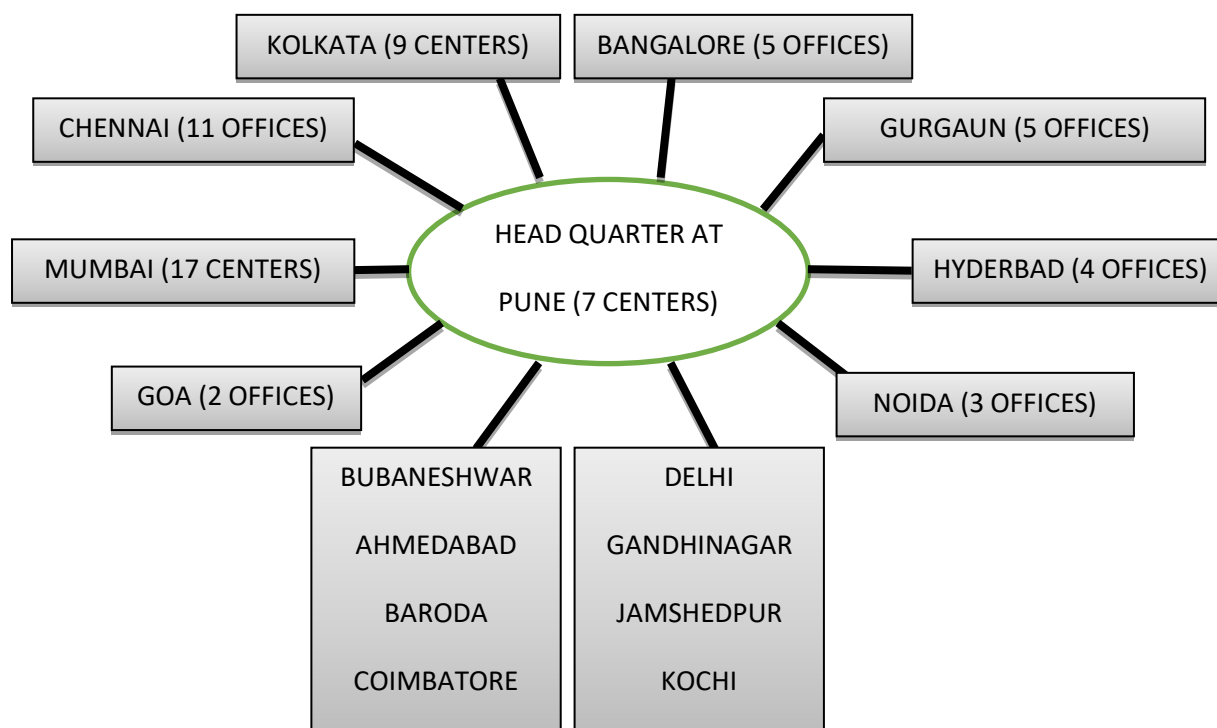 KOLKATA (9 CENTERS)
BANGALORE (5 OFFICES)
CHENNAI (11 OFFICES)
GURGAUN (5 OFFICES)
HEAD QUARTER AT
PUNE (7 CENTERS)
MUMBAI (17 CENTERS)
HYDERBAD (4 OFFICES)
GOA (2 OFFICES)
NOIDA (3 OFFICES)
BUBANESHWAR
AHMEDABAD
BARODA
COIMBATORE
DELHI
GANDHINAGAR
JAMSHEDPUR
KOCHI